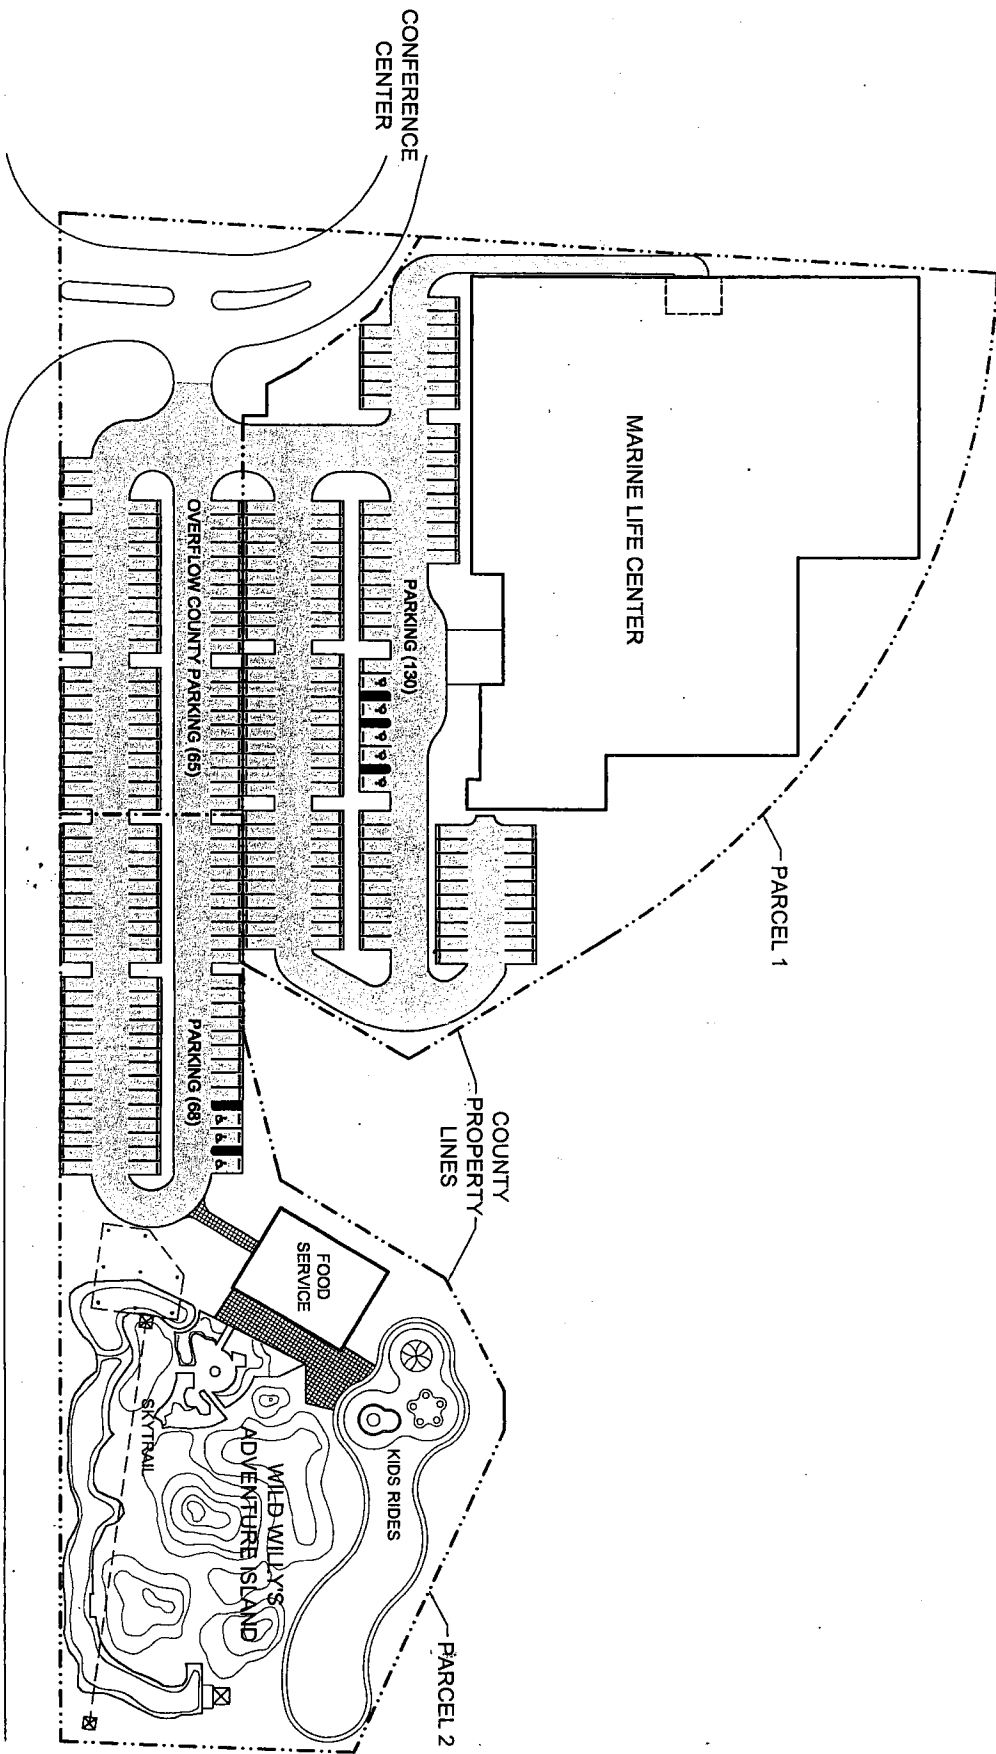 CONFERENCE
CENTER
MARINE LIFE CENTER
PARCEL 1
PARKING (130)
OVERFLOW COUNTY PARKING (65)
PARKING (68)
COUNTY
PROPERTY
LINES
FOOD
SERVICE
KIDS RIDES
SKYTRAIL
WILD WILLY'S
ADVENTURE ISLAND
PARCEL 2